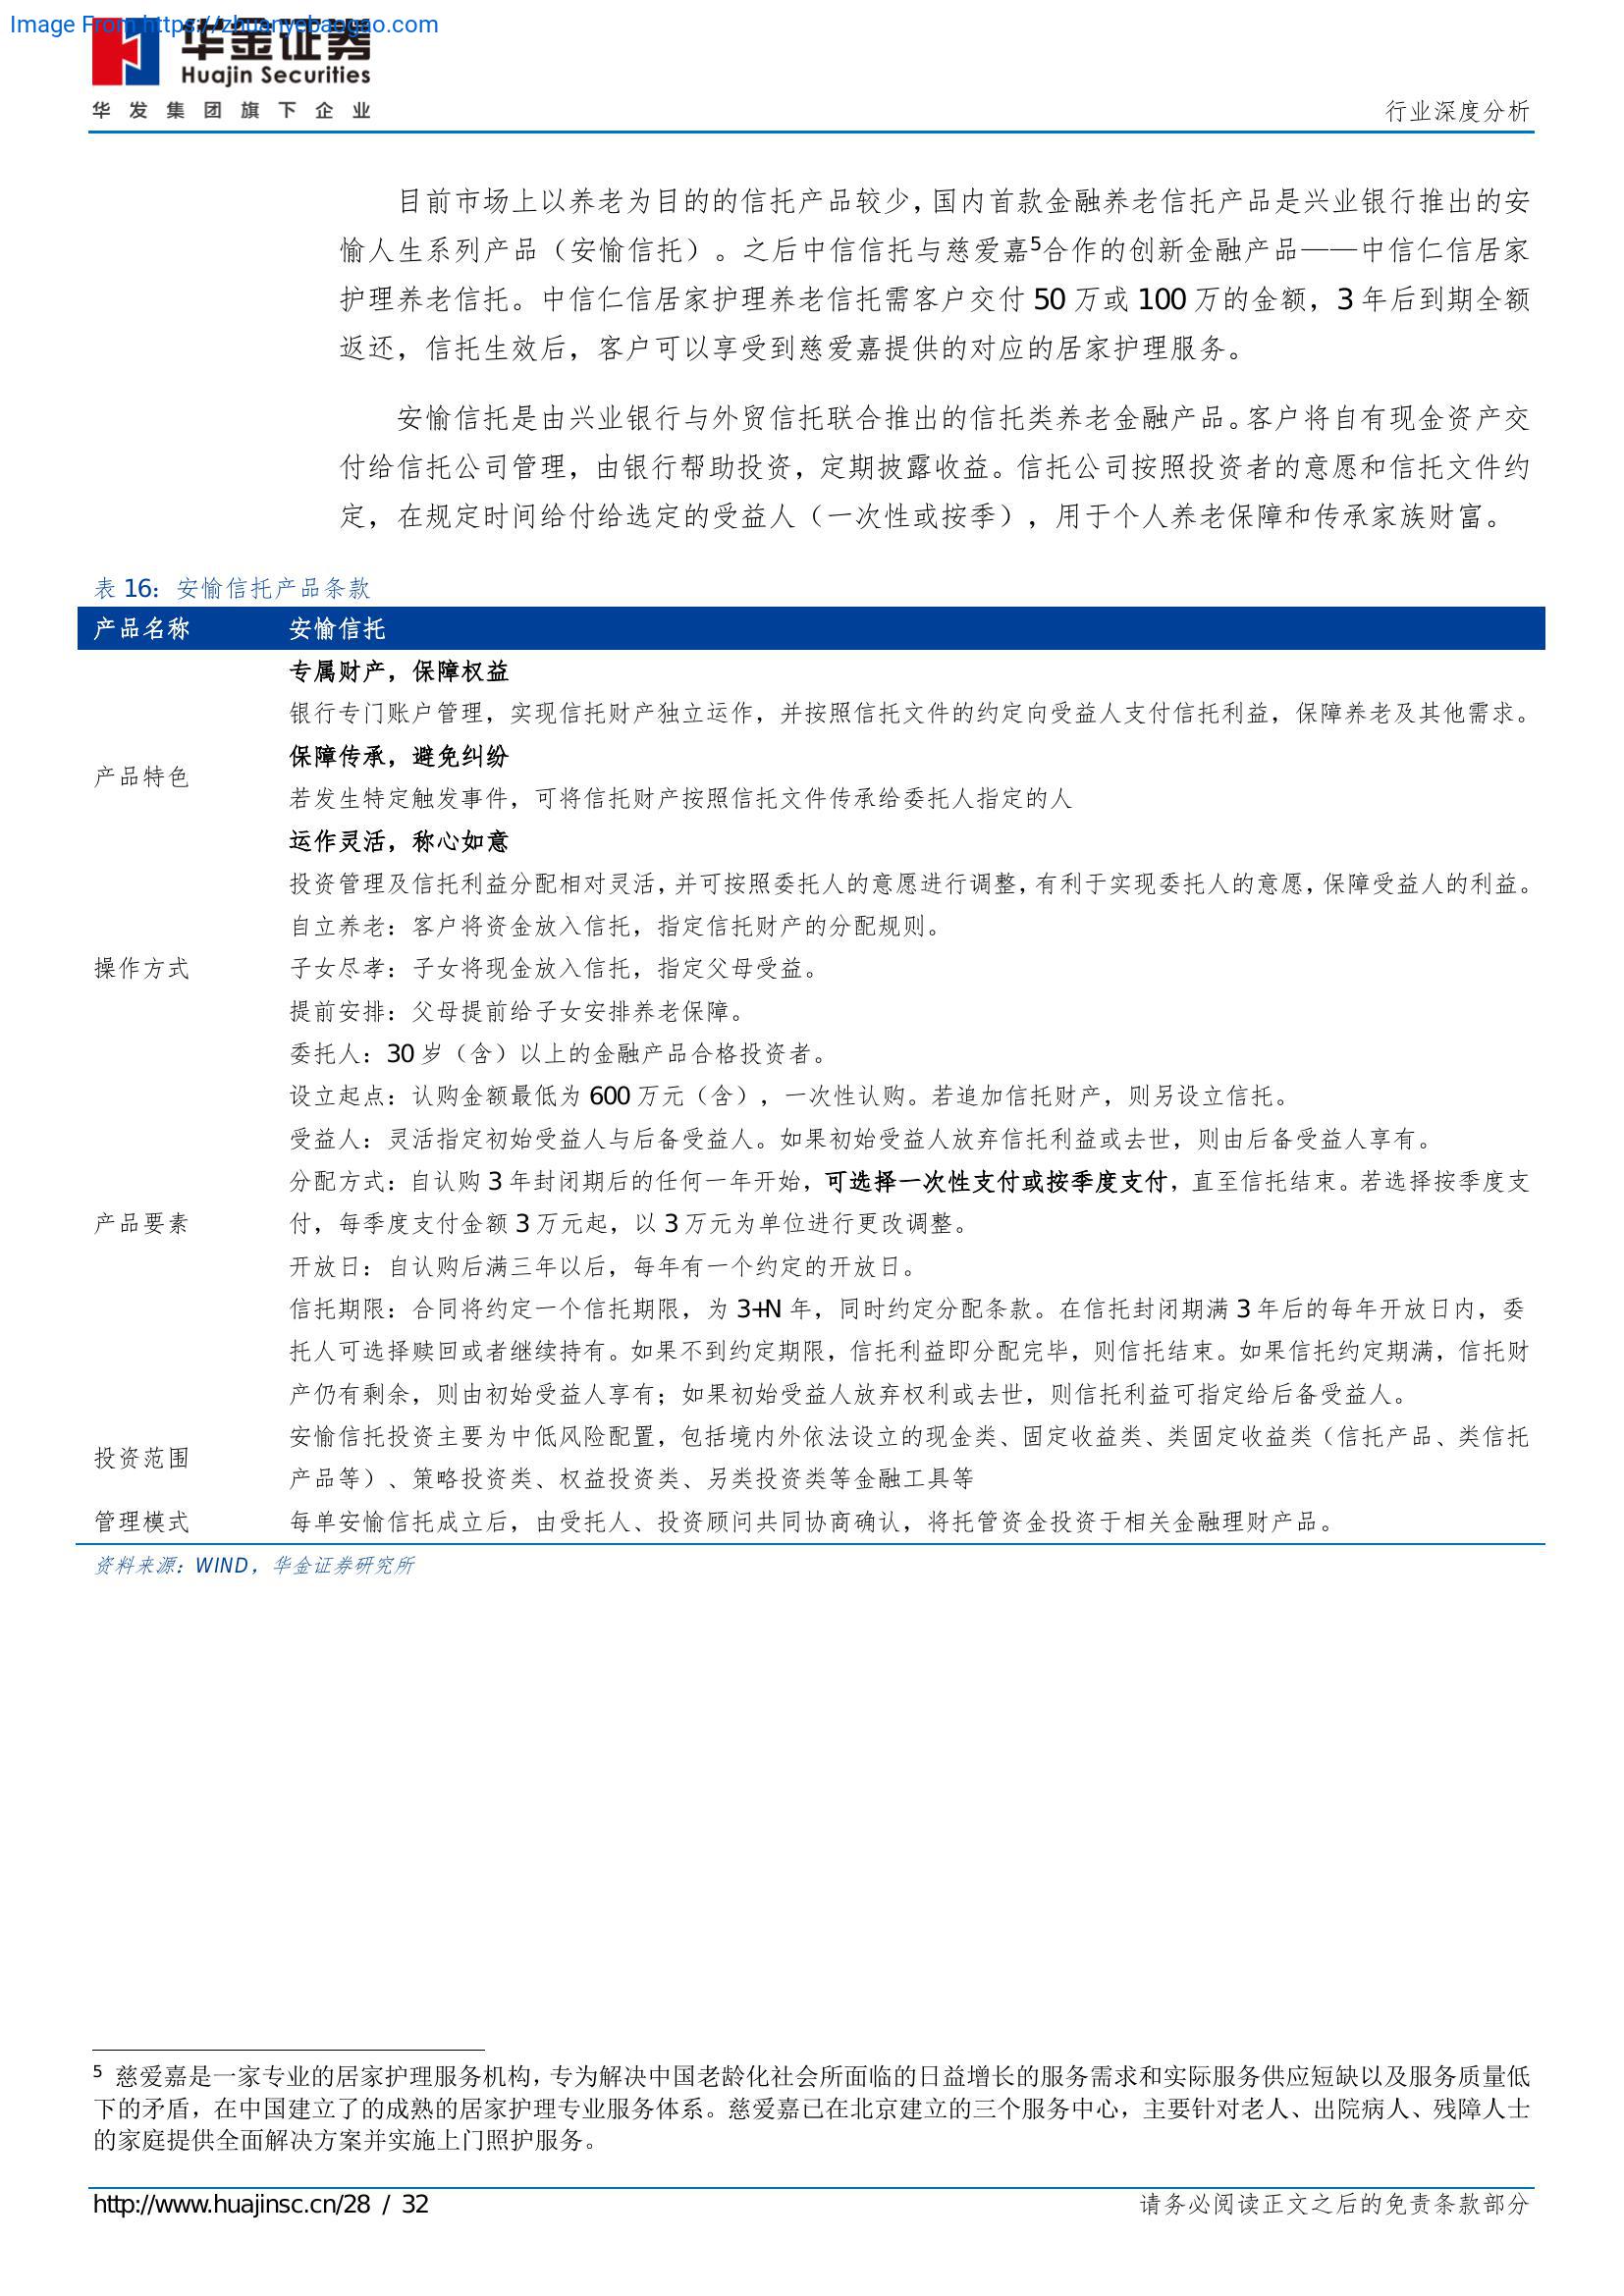 Image From https://zhuanyebaogao.com
华金证券
Huajin Securities
华发集团旗下企业
行业深度分析
目前市场上以养老为目的的信托产品较少，国内首款金融养老信托产品是兴业银行推出的安
愉人生系列产品（安愉信托）。之后中信信托与慈爱嘉5合作的创新金融产品——中信仁信居家
护理养老信托。中信仁信居家护理养老信托需客户交付 50 万或 100 万的金额，3 年后到期全额
返还，信托生效后，客户可以享受到慈爱嘉提供的对应的居家护理服务。
安愉信托是由兴业银行与外贸信托联合推出的信托类养老金融产品。客户将自有现金资产交
付给信托公司管理，由银行帮助投资，定期披露收益。信托公司按照投资者的意愿和信托文件约
定，在规定时间给付给选定的受益人（一次性或按季），用于个人养老保障和传承家族财富。
表 16：安愉信托产品条款
产品名称 安愉信托
专属财产，保障权益
银行专门账户管理，实现信托财产独立运作，并按照信托文件的约定向受益人支付信托利益，保障养老及其他需求。
保障传承，避免纠纷
产品特色
若发生特定触发事件，可将信托财产按照信托文件传承给委托人指定的人
运作灵活，称心如意
投资管理及信托利益分配相对灵活，并可按照委托人的意愿进行调整，有利于实现委托人的意愿，保障受益人的利益。
自立养老：客户将资金放入信托，指定信托财产的分配规则。
操作方式 子女尽孝：子女将现金放入信托，指定父母受益。
提前安排：父母提前给子女安排养老保障。
委托人：30 岁（含）以上的金融产品合格投资者。
设立起点：认购金额最低为 600 万元（含），一次性认购。若追加信托财产，则另设立信托。
受益人：灵活指定初始受益人与后备受益人。如果初始受益人放弃信托利益或去世，则由后备受益人享有。
分配方式：自认购 3 年封闭期后的任何一年开始，可选择一次性支付或按季度支付，直至信托结束。若选择按季度支
产品要素 付，每季度支付金额 3 万元起，以 3 万元为单位进行更改调整。
开放日：自认购后满三年以后，每年有一个约定的开放日。
信托期限：合同将约定一个信托期限，为 3+N 年，同时约定分配条款。在信托封闭期满 3 年后的每年开放日内，委
托人可选择赎回或者继续持有。如果不到约定期限，信托利益即分配完毕，则信托结束。如果信托约定期满，信托财
产仍有剩余，则由初始受益人享有；如果初始受益人放弃权利或去世，则信托利益可指定给后备受益人。
安愉信托投资主要为中低风险配置，包括境内外依法设立的现金类、固定收益类、类固定收益类（信托产品、类信托
投资范围
产品等）、策略投资类、权益投资类、另类投资类等金融工具等
管理模式 每单安愉信托成立后，由受托人、投资顾问共同协商确认，将托管资金投资于相关金融理财产品。
资料来源：WIND，华金证券研究所
5 慈爱嘉是一家专业的居家护理服务机构，专为解决中国老龄化社会所面临的日益增长的服务需求和实际服务供应短缺以及服务质量低
下的矛盾，在中国建立了的成熟的居家护理专业服务体系。慈爱嘉已在北京建立的三个服务中心，主要针对老人、出院病人、残障人士
的家庭提供全面解决方案并实施上门照护服务。
http://www.huajinsc.cn/28 / 32
请务必阅读正文之后的免责条款部分